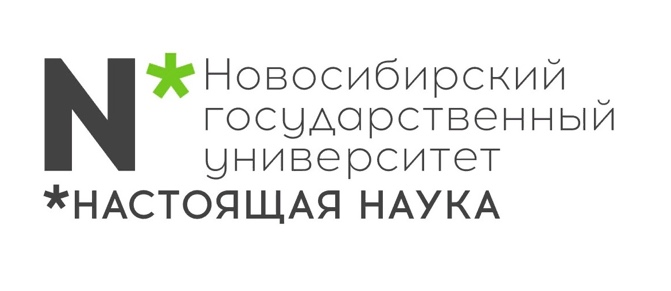 N*
Новосибирский
государственный
университет
*НАСТОЯЩАЯ НАУКА